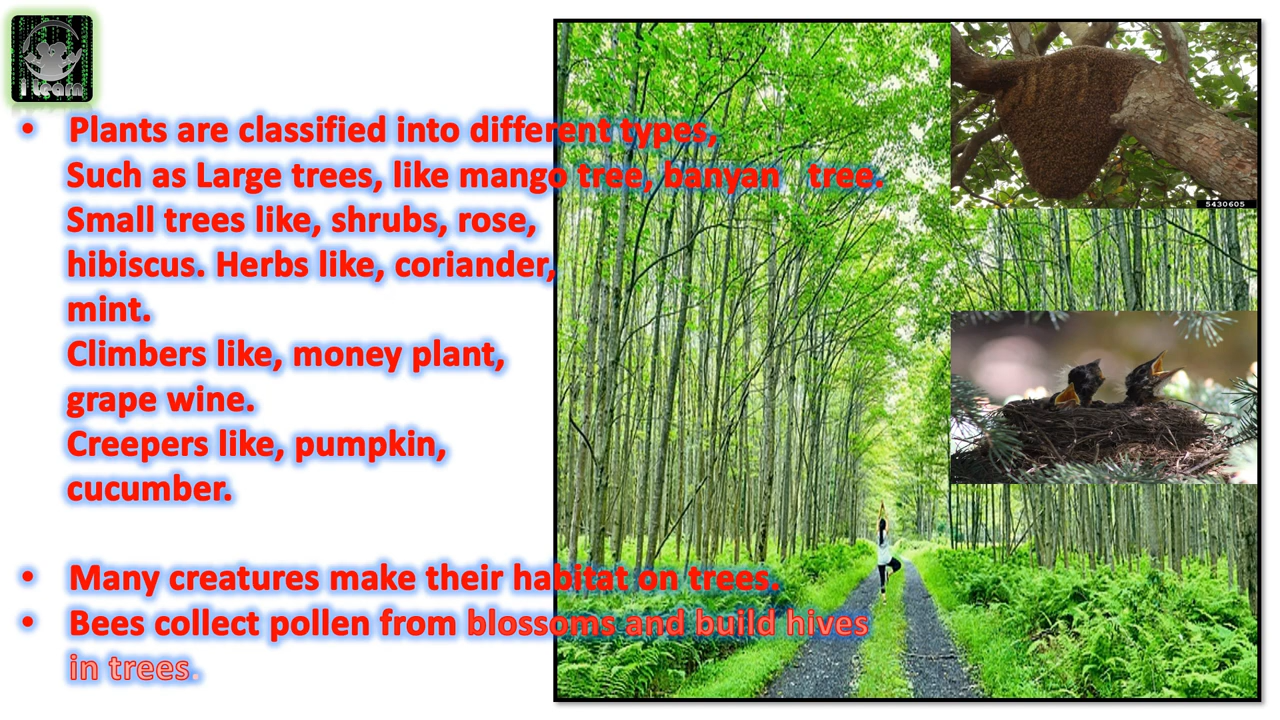 I Learn
• Plants are classified into different types,
Such as Large trees, like mango tree, banyan tree.
Small trees like, shrubs, rose,
hibiscus. Herbs like, coriander,
mint.
Climbers like, money plant,
grape wine.
Creepers like, pumpkin,
cucumber.
• Many creatures make their habitat on trees.
• Bees collect pollen from blossoms and build hives
in trees.
5430605